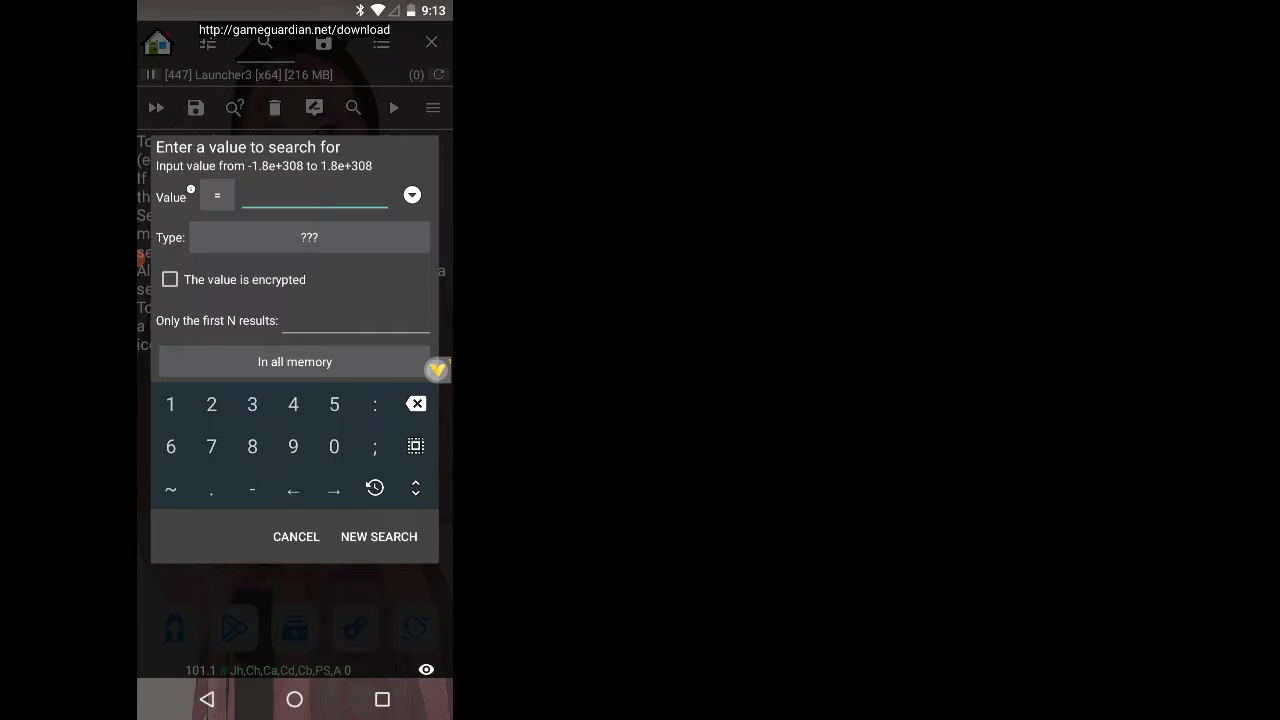 9:13
http://gameguardian.net/download
[447] Launcher3 [x64] [216 MB] (0)
Enter a value to search for
Input value from -1.8e+308 to 1.8e+308
Value = 
Type: ???
The value is encrypted
Only the first N results:
In all memory
1 2 3 4 5 :
6 7 8 9 0 ;
~ . - ← →
CANCEL NEW SEARCH
101.1 # Jh,Ch,Ca,Cd,Cb,PS,A 0